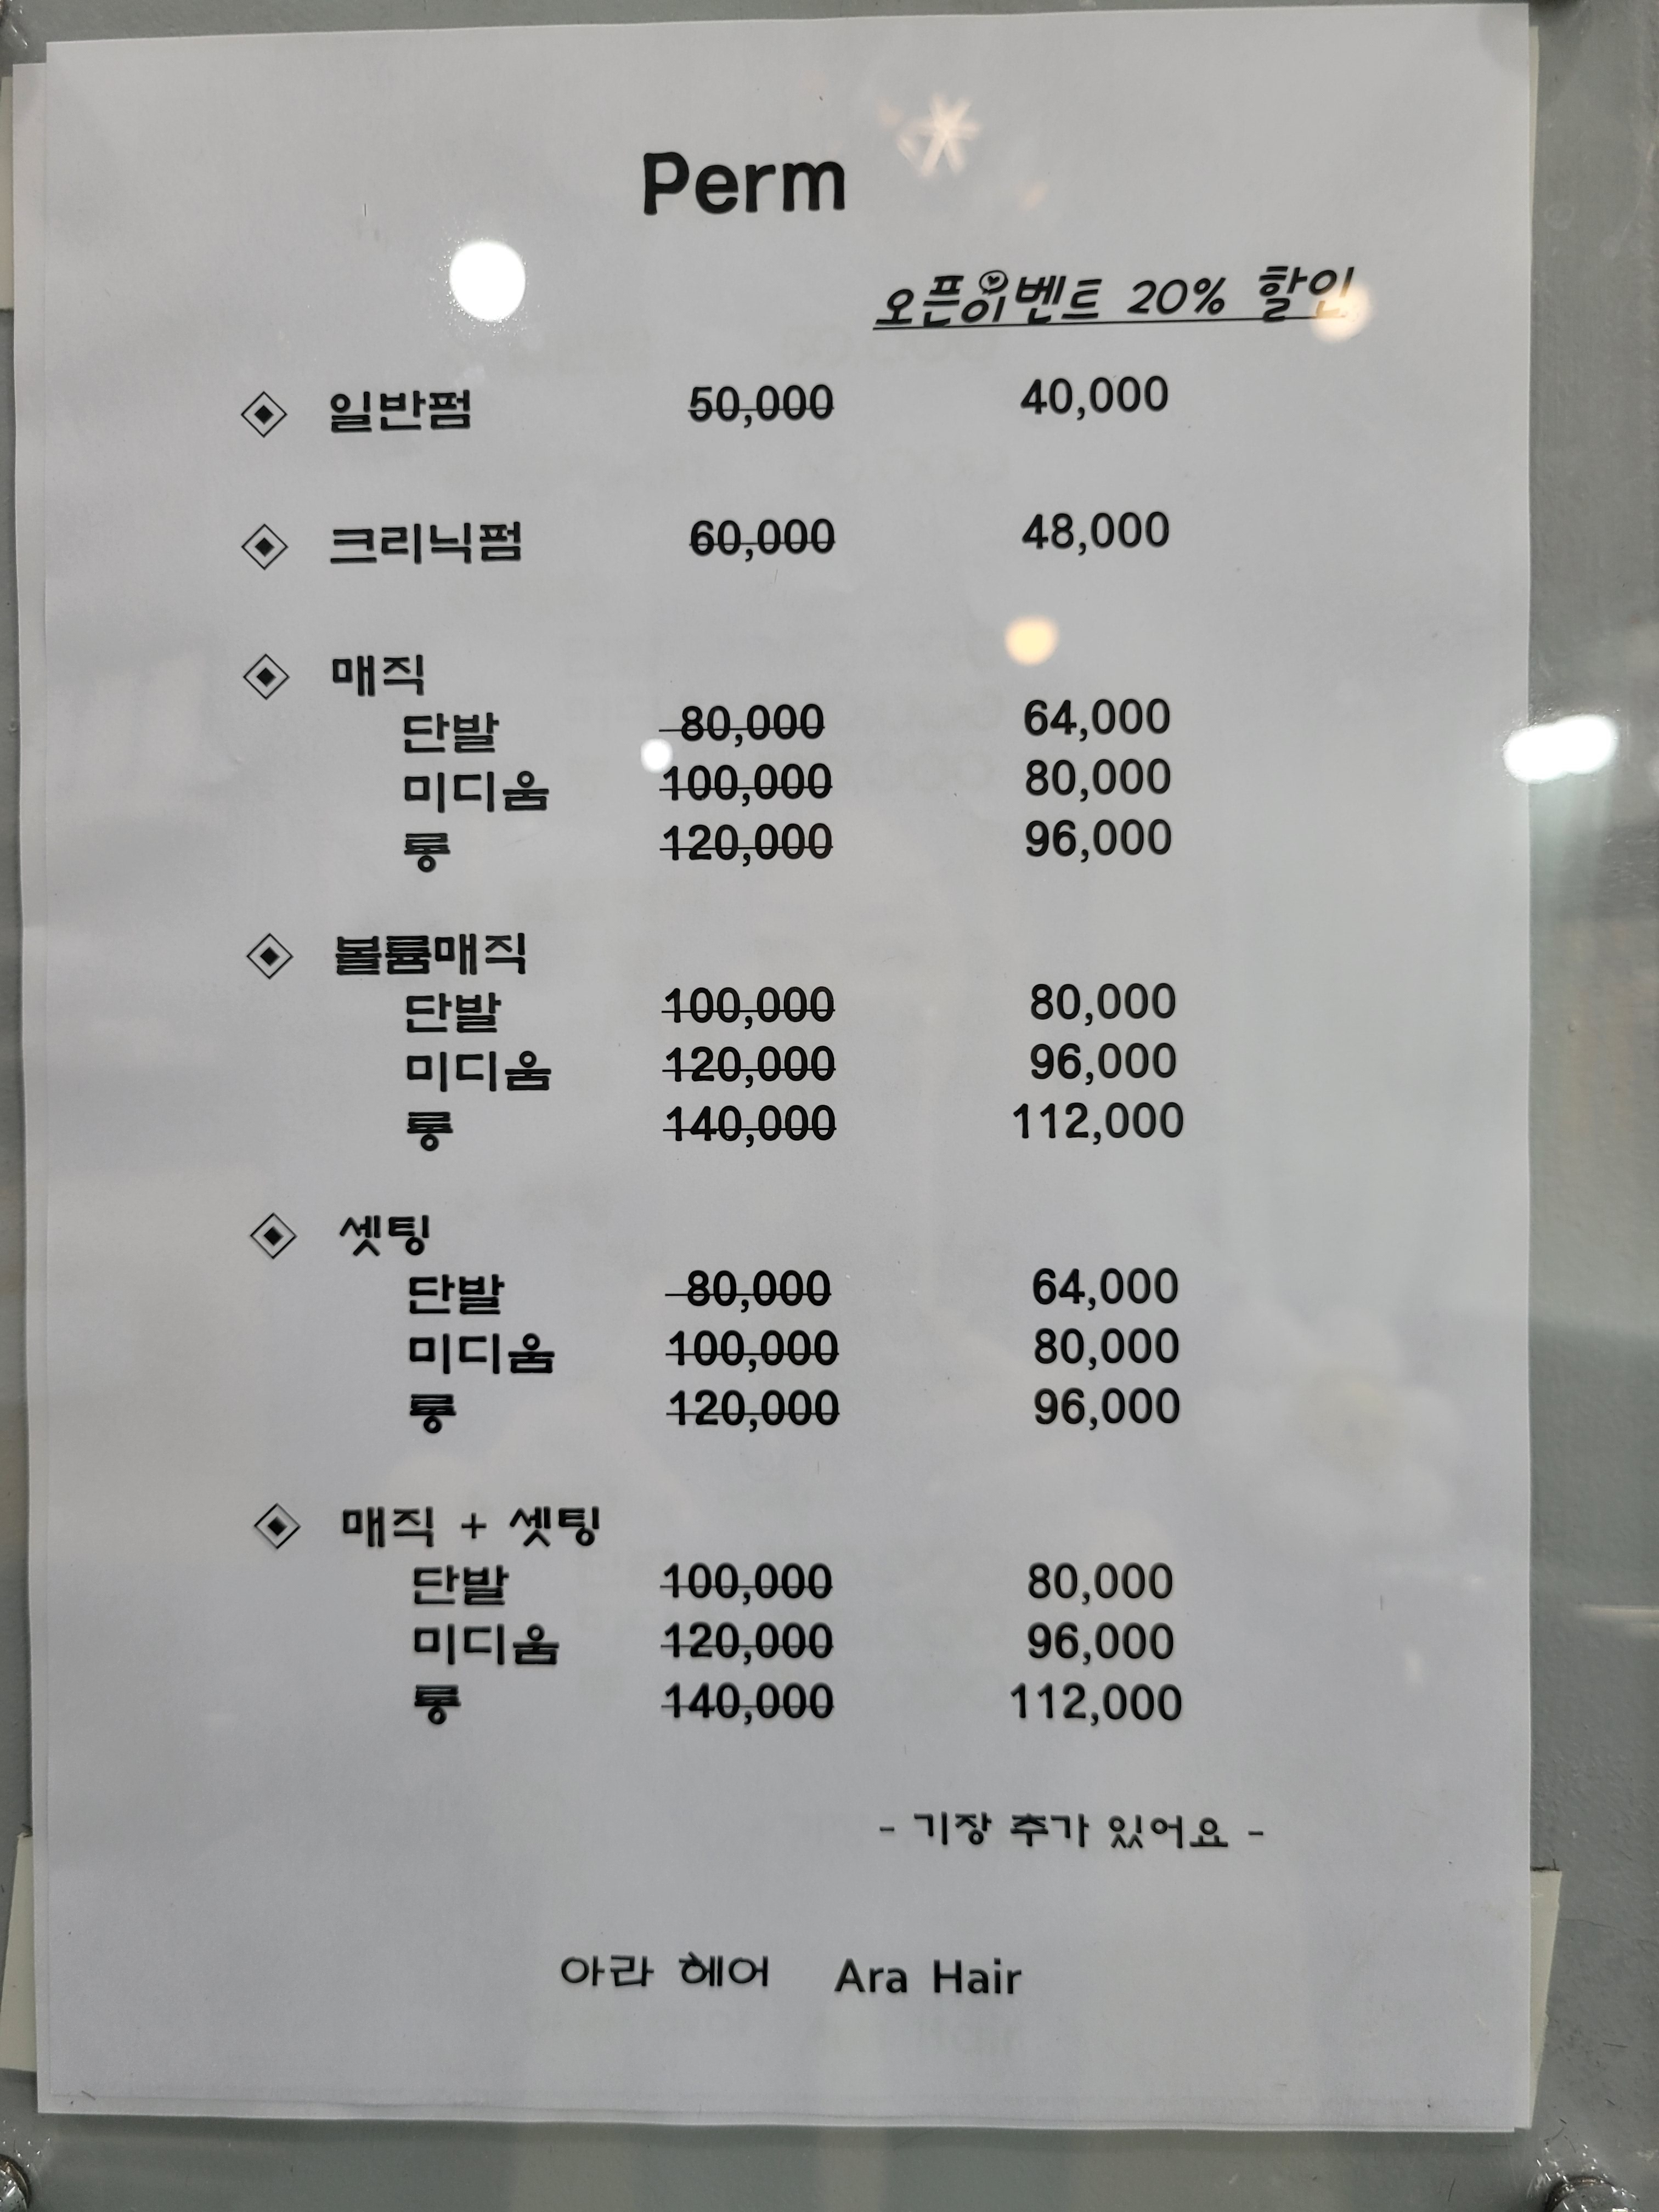 Perm
오픈이벤트 20% 할인
◈ 일반펌 50,000 40,000
◈ 크리닉펌 60,000 48,000
◈ 매직
단발 80,000 64,000
미디움 100,000 80,000
롱 120,000 96,000
◈ 볼륨매직
단발 100,000 80,000
미디움 120,000 96,000
롱 140,000 112,000
◈ 셋팅
단발 80,000 64,000
미디움 100,000 80,000
롱 120,000 96,000
◈ 매직 + 셋팅
단발 100,000 80,000
미디움 120,000 96,000
롱 140,000 112,000
- 기장 추가 있어요 -
아라 헤어 Ara Hair